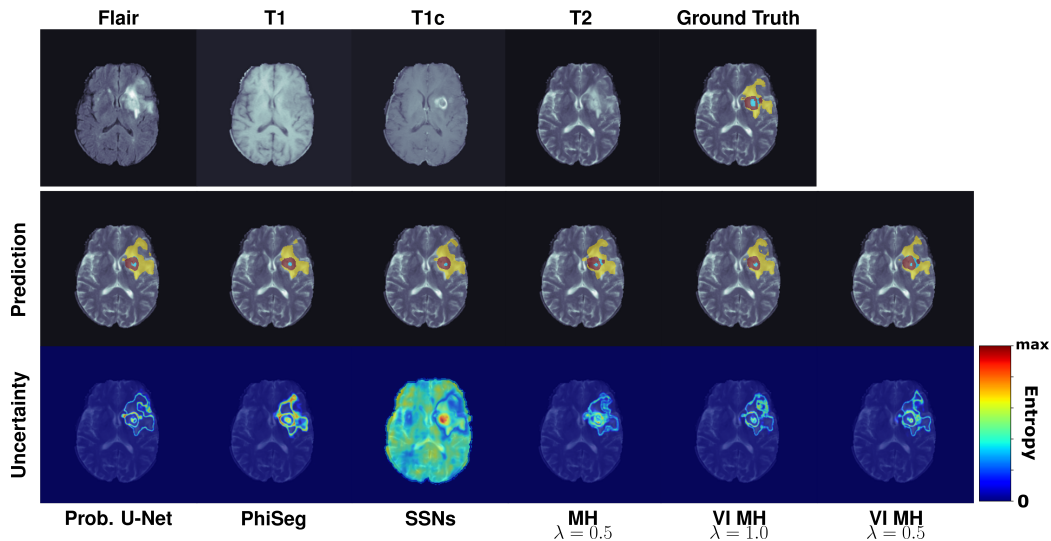 Flair T1 T1c T2 Ground Truth
Prediction
Uncertainty
max
Entropy
0
Prob. U-Net PhiSeg SSNs MH VI MH VI MH
λ = 0.5 λ = 1.0 λ = 0.5